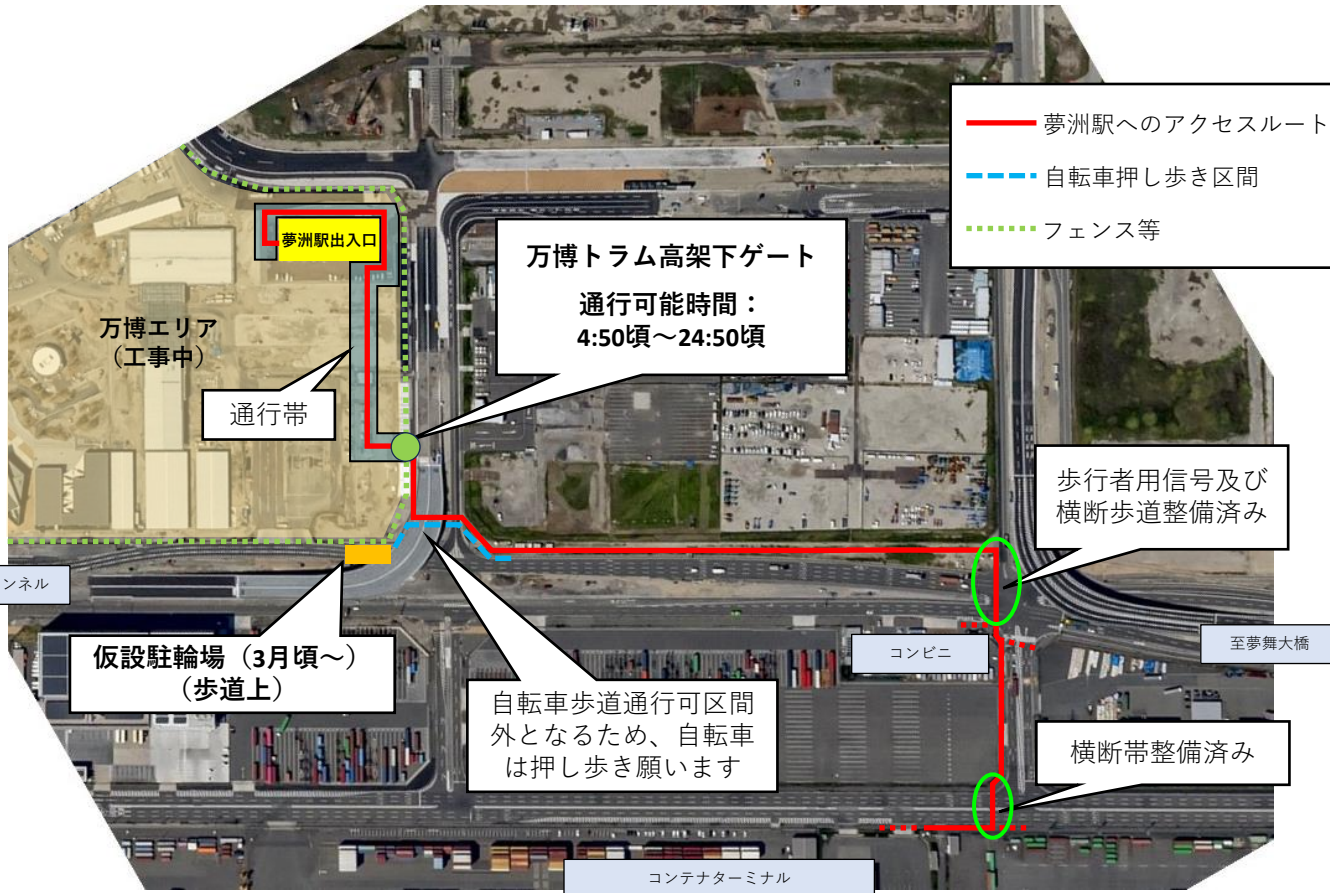 夢洲駅へのアクセスルート
自転車押し歩き区間
フェンス等
夢洲駅出入口
万博トラム高架下ゲート
通行可能時間：
4:50頃～24:50頃
万博エリア
（工事中）
通行帯
歩行者用信号及び
横断歩道整備済み
ンネル
仮設駐輪場（3月頃～）
（歩道上）
コンビニ
至夢舞大橋
自転車歩道通行可区間
外となるため、自転車
は押し歩き願います
横断帯整備済み
コンテナターミナル